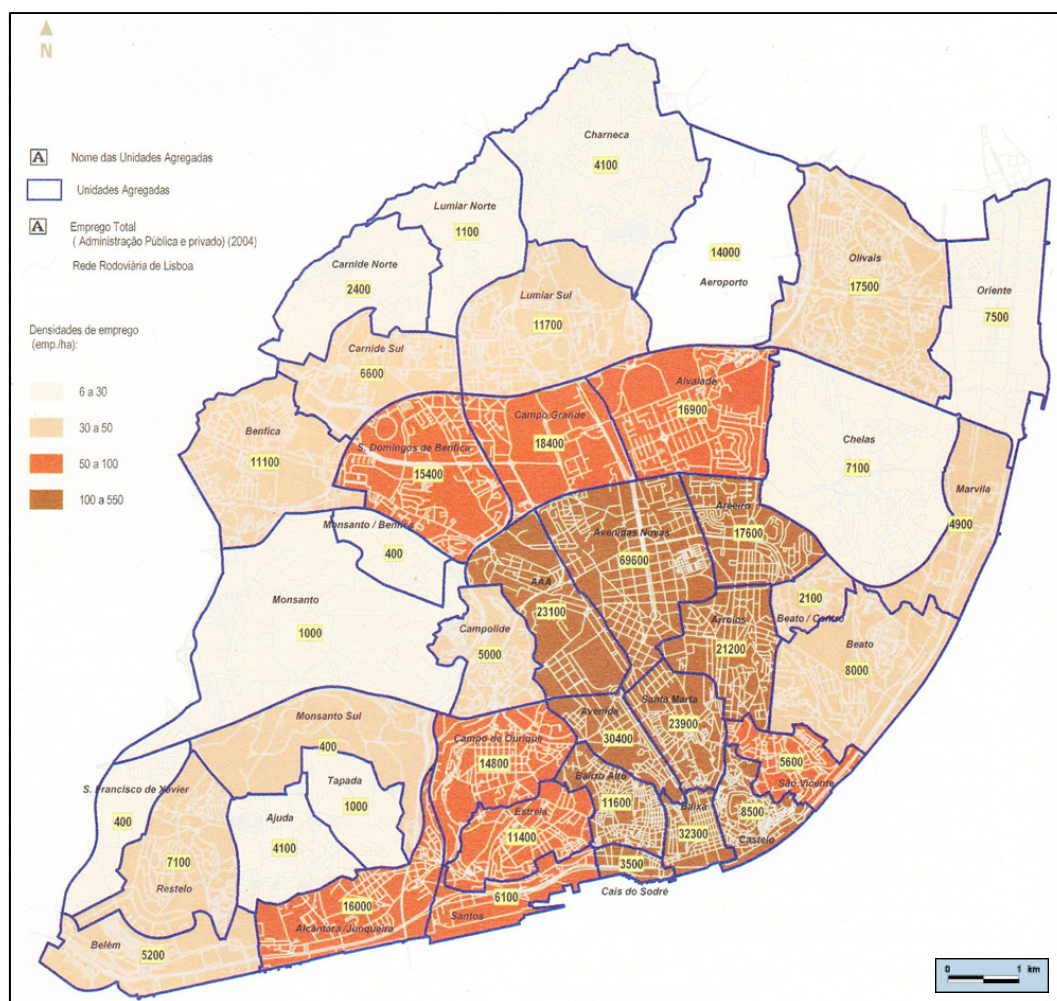 N
A Nome das Unidades Agregadas
Unidades Agregadas
A Emprego Total
( Administração Pública e privado) (2004)
Rede Rodoviária de Lisboa
Densidades de emprego
(emp./ha):
6 a 30
30 a 50
50 a 100
100 a 550
Charneca
4100
Lumiar Norte
1100
Carnide Norte
2400
14000
Aeroporto
Olivais
17500
Oriente
7500
Lumiar Sul
11700
Carnide Sul
6600
Alvalade
16900
Campo Grande
18400
Benfica
11100
S. Domingos de Benfica
15400
Chelas
7100
Marvila
4900
Monsanto / Benfica
400
Avenidas Novas
69600
Areeiro
17600
AAA
23100
Monsanto
1000
2100
Beato / Centro
Campolide
5000
Arroios
21200
Beato
8000
Monsanto Sul
400
Santa Marta
23900
Avenida
30400
Campo de Ourique
14800
5600
São Vicente
S. Francisco de Xavier
400
Tapada
1000
Bairro Alto
11600
Baixa
32300
8500
Castelo
Ajuda
4100
Estrela
11400
7100
Restelo
3500
Cais do Sodré
6100
Santos
16000
Alcântara /Junqueira
Belém
5200
0 1 km